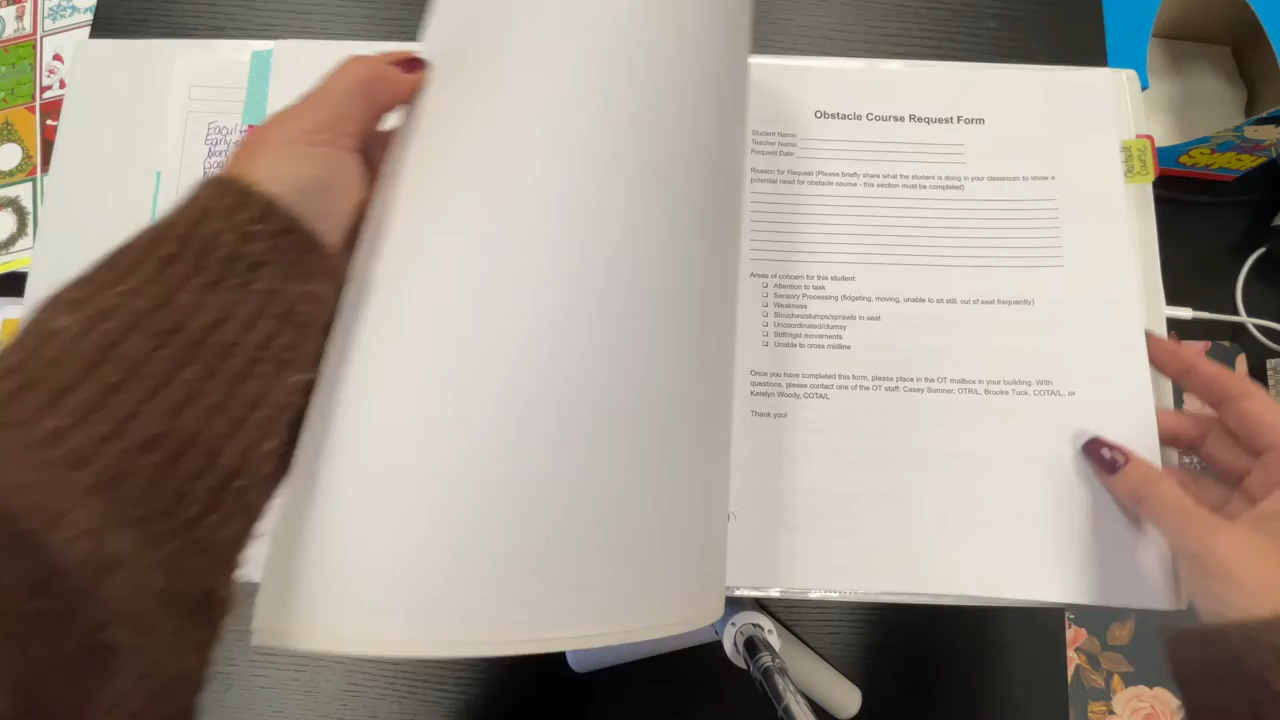 Faculty
Early
Non
Goa
Obstacle Course Request Form
Student Name:
Teacher Name:
Request Date:
Reason for Request (Please briefly share what the student is doing in your classroom to show a
potential need for obstacle course - this section must be completed)
Areas of concern for this student:
❑ Attention to task
❑ Sensory Processing (fidgeting, moving, unable to sit still, out of seat frequently)
❑ Weakness
❑ Slouches/slumps/sprawls in seat
❑ Uncoordinated/clumsy
❑ Stiff/rigid movements
❑ Unable to cross midline
Once you have completed this form, please place in the OT mailbox in your building. With
questions, please contact one of the OT staff: Casey Sumner, OTR/L, Brooke Tuck, COTA/L, or
Katelyn Woody, COTA/L
Thank you!
Obstacle
Course